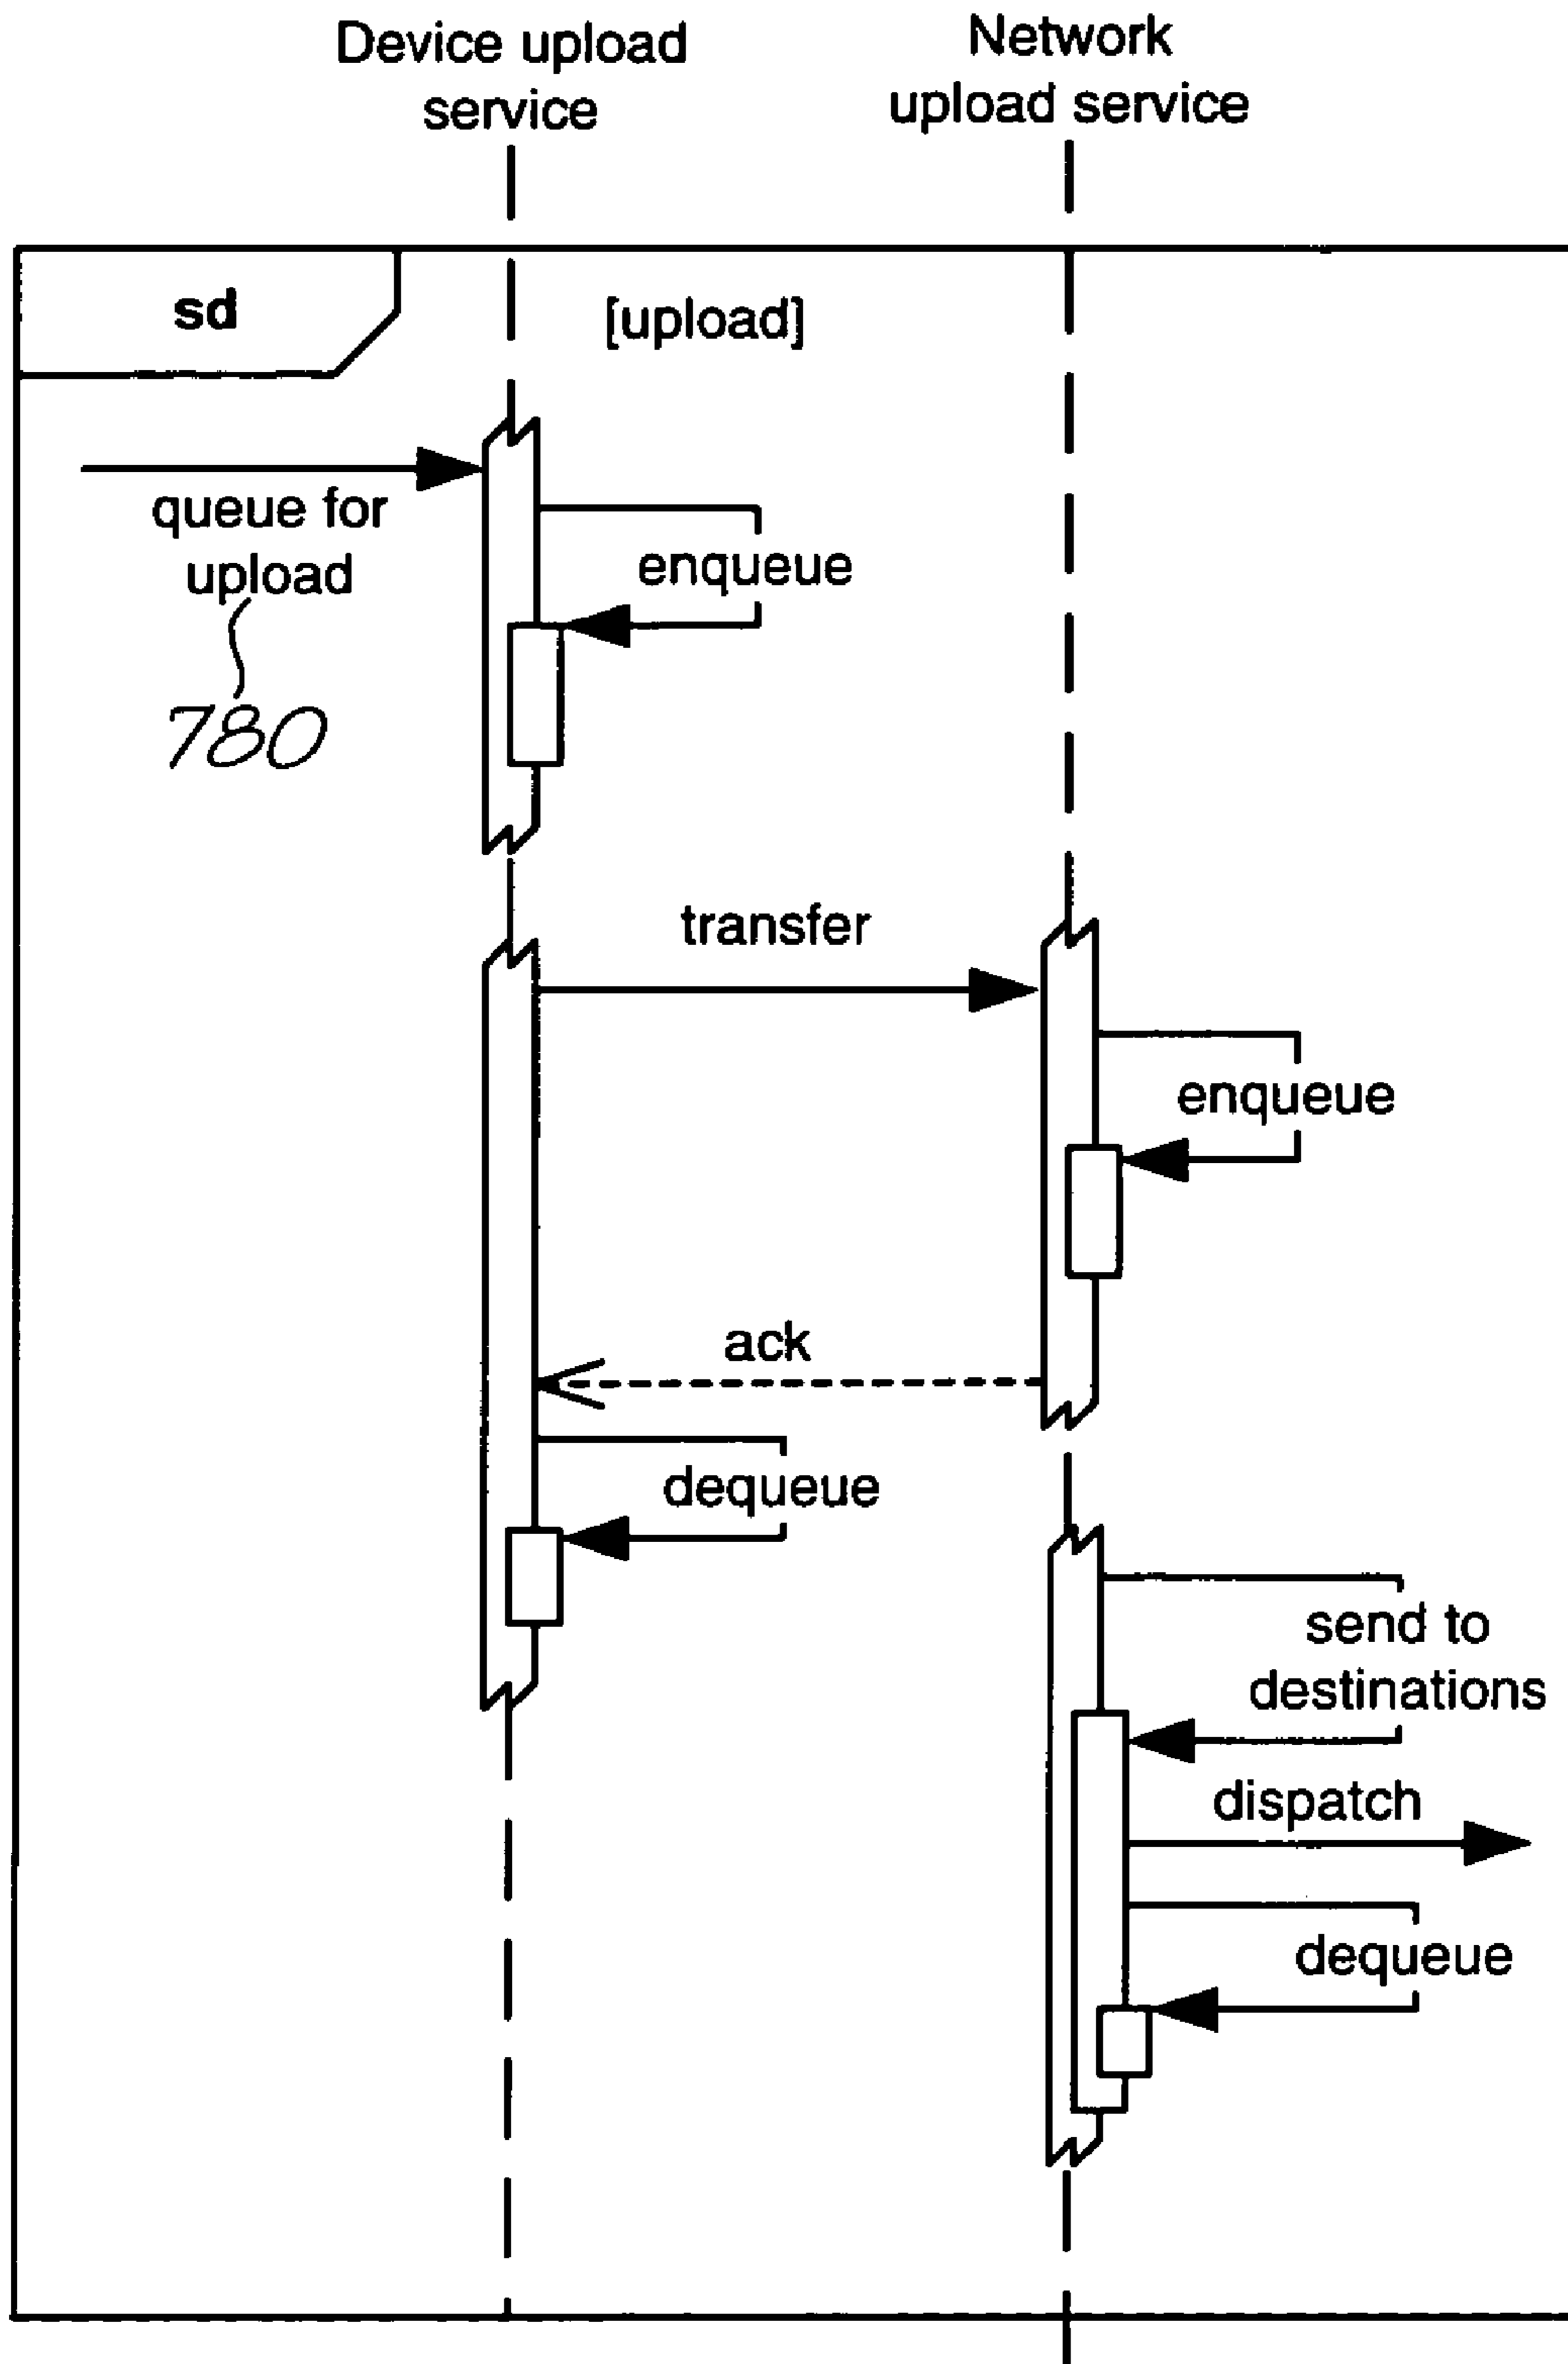 Device upload
service
Network
upload service
sd
[upload]
queue for
upload
780
enqueue
transfer
enqueue
ack
dequeue
send to
destinations
dispatch
dequeue